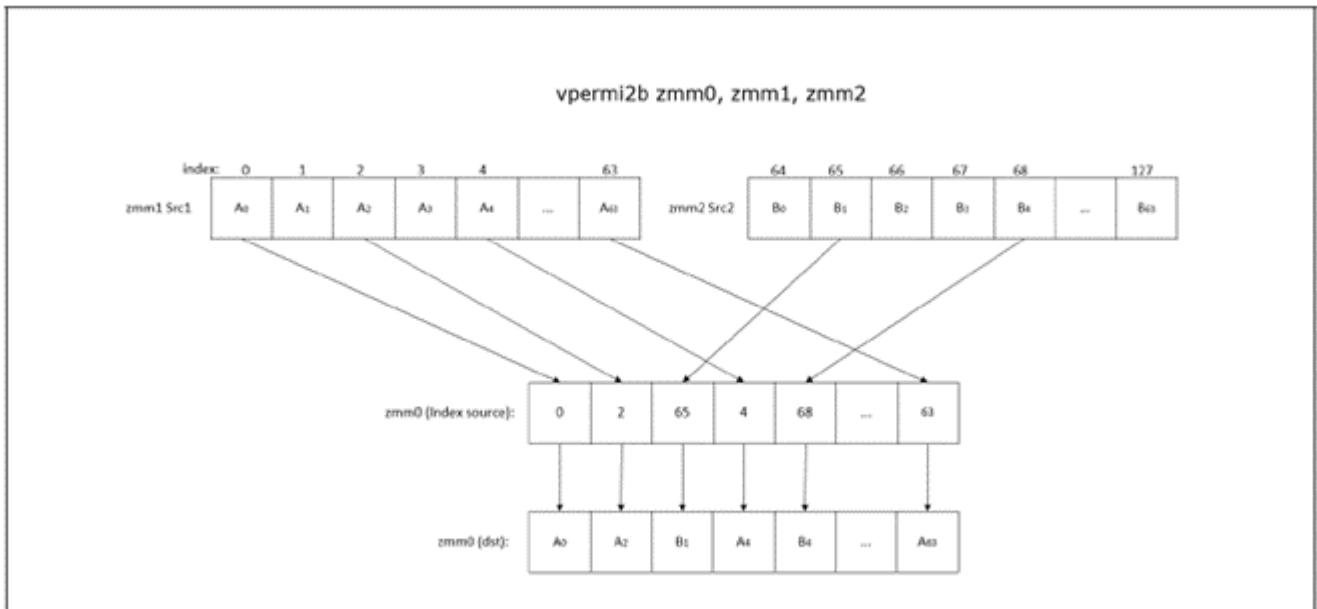 vpermi2b zmm0, zmm1, zmm2
index: 0 1 2 3 4 63 64 65 66 67 68 127
zmm1 Src1 A0 A1 A2 A3 A4 ... A63 zmm2 Src2 B0 B1 B2 B3 B4 ... B63
zmm0 (Index source): 0 2 65 4 68 ... 63
zmm0 (dst): A0 A2 B1 A4 B4 ... A63